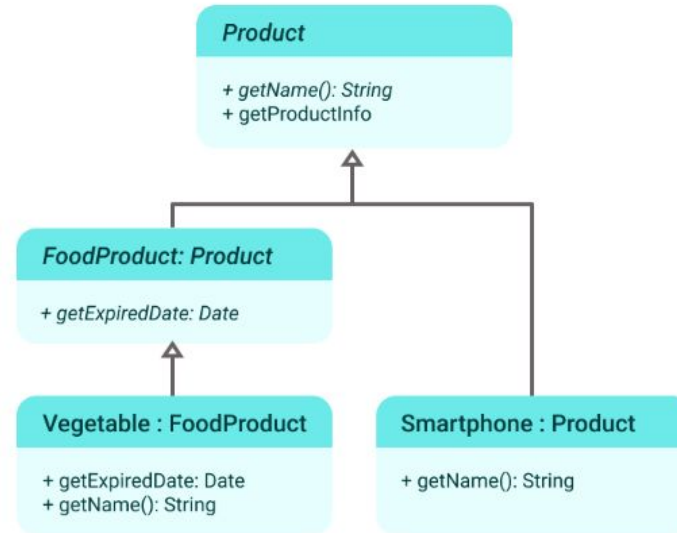 Product
+ getName(): String
+ getProductInfo
FoodProduct: Product
+ getExpiredDate: Date
Vegetable : FoodProduct
+ getExpiredDate: Date
+ getName(): String
Smartphone : Product
+ getName(): String